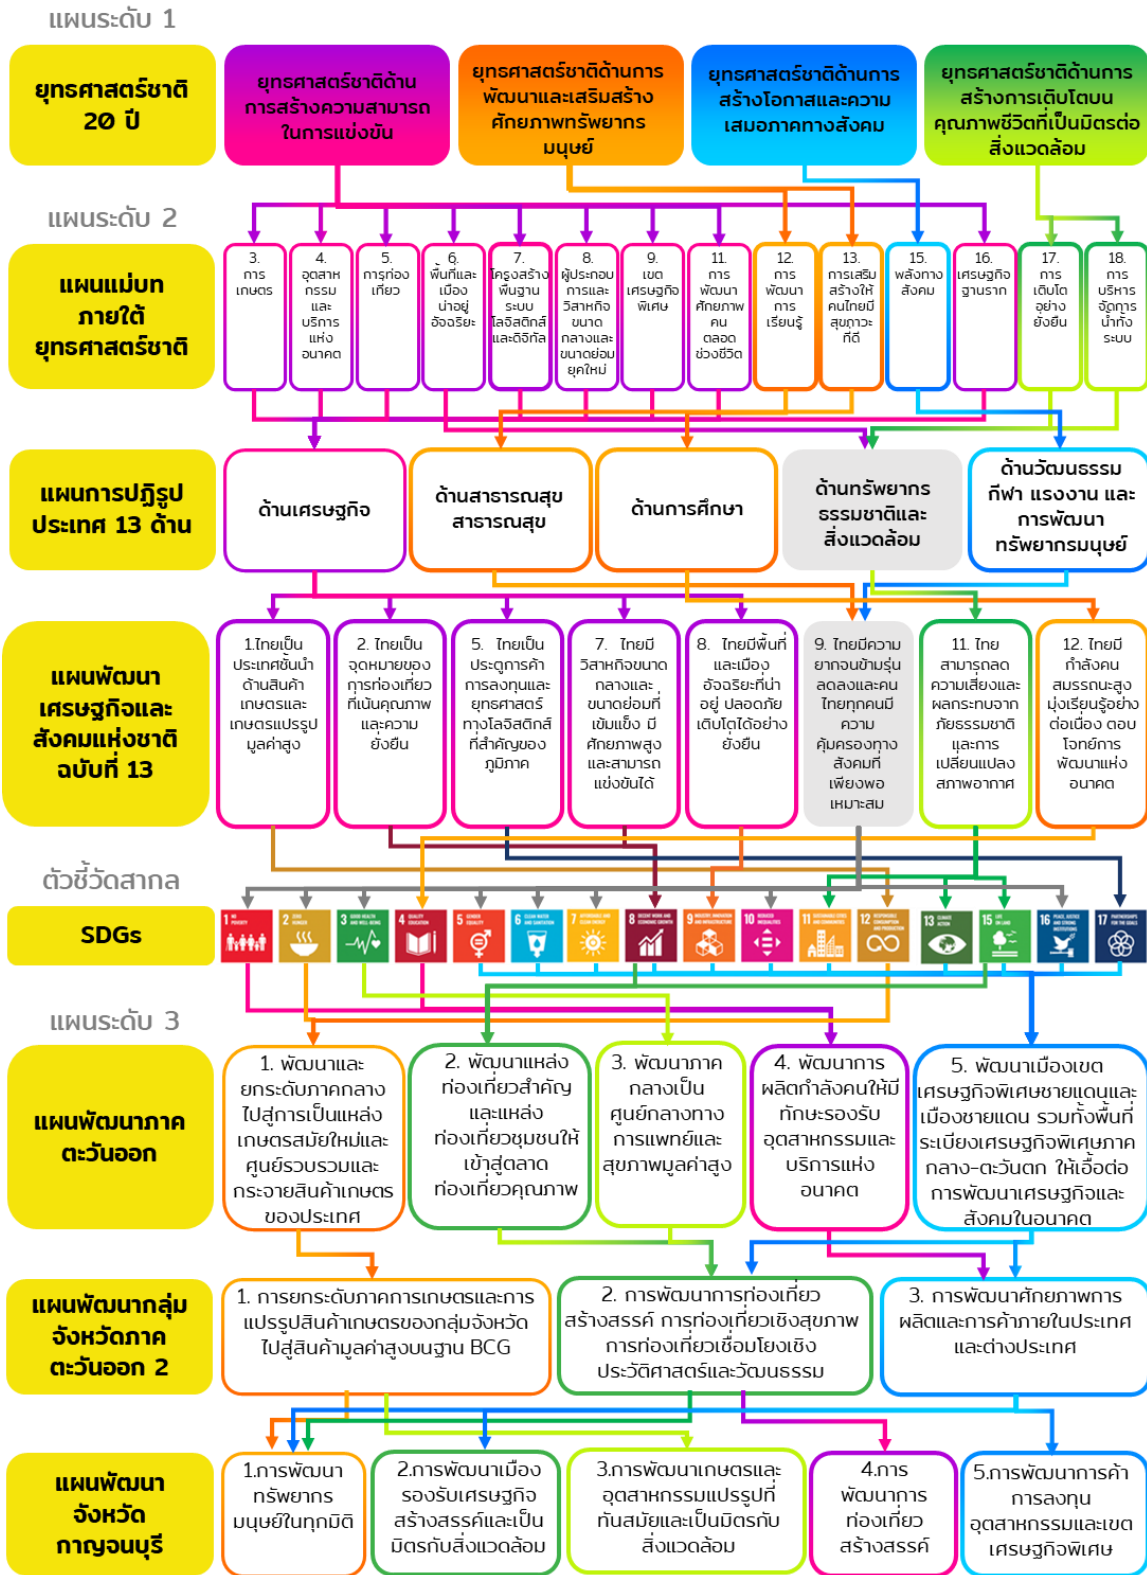 แผนระดับ 1
ยุทธศาสตร์ชาติ
20 ปี
ยุทธศาสตร์ชาติด้าน
การสร้างความสามารถ
ในการแข่งขัน
ยุทธศาสตร์ชาติด้านการ
พัฒนาและเสริมสร้าง
ศักยภาพทรัพยากร
มนุษย์
ยุทธศาสตร์ชาติด้านการ
สร้างโอกาสและความ
เสมอภาคทางสังคม
ยุทธศาสตร์ชาติด้านการ
สร้างการเติบโตบน
คุณภาพชีวิตที่เป็นมิตรต่อ
สิ่งแวดล้อม
แผนระดับ 2
แผนแม่บท
ภายใต้
ยุทธศาสตร์ชาติ
3.
การ
เกษตร
4.
อุตสาห
กรรม
และ
บริการ
แห่ง
อนาคต
5.
การท่อง
เที่ยว
6.
พื้นที่และ
เมือง
น่าอยู่
อัจฉริยะ
7.
โครงสร้าง
พื้นฐาน
ระบบ
โลจิสติกส์
และดิจิทัล
8.
ผู้ประกอบ
การและ
วิสาหกิจ
ขนาด
กลางและ
ขนาดย่อม
ยุคใหม่
9.
เขต
เศรษฐกิจ
พิเศษ
11.
การ
พัฒนา
ศักยภาพ
คน
ตลอด
ช่วงชีวิต
12.
การ
พัฒนา
การ
เรียนรู้
13.
การเสริม
สร้างให้
คนไทยมี
สุขภาวะ
ที่ดี
15.
พลังทาง
สังคม
16.
เศรษฐกิจ
ฐานราก
17.
การ
เติบโต
อย่าง
ยั่งยืน
18.
การ
บริหาร
จัดการ
น้ำทั้ง
ระบบ
แผนการปฏิรูป
ประเทศ 13 ด้าน
ด้านเศรษฐกิจ
ด้านสาธารณสุข
สาธารณสุข
ด้านการศึกษา
ด้านทรัพยากร
ธรรมชาติและ
สิ่งแวดล้อม
ด้านวัฒนธรรม
กีฬา แรงงาน และ
การพัฒนา
ทรัพยากรมนุษย์
แผนพัฒนา
เศรษฐกิจและ
สังคมแห่งชาติ
ฉบับที่ 13
1.ไทยเป็น
ประเทศชั้นนำ
ด้านสินค้า
เกษตรและ
เกษตรแปรรูป
มูลค่าสูง
2. ไทยเป็น
จุดหมายของ
การท่องเที่ยว
ที่เน้นคุณภาพ
และความ
ยั่งยืน
5. ไทยเป็น
ประตูการค้า
การลงทุนและ
ยุทธศาสตร์
ทางโลจิสติกส์
ที่สำคัญของ
ภูมิภาค
7. ไทยมี
วิสาหกิจขนาด
กลางและ
ขนาดย่อมที่
เข้มแข็ง มี
ศักยภาพสูง
และสามารถ
แข่งขันได้
8. ไทยมีพื้นที่
และเมือง
อัจฉริยะที่น่า
อยู่ ปลอดภัย
เติบโตได้อย่าง
ยั่งยืน
9. ไทยมีความ
ยากจนข้ามรุ่น
ลดลงและคน
ไทยทุกคนมี
ความ
คุ้มครองทาง
สังคมที่
เพียงพอ
เหมาะสม
11. ไทย
สามารถลด
ความเสี่ยงและ
ผลกระทบจาก
ภัยธรรมชาติ
และการ
เปลี่ยนแปลง
สภาพอากาศ
12. ไทยมี
กำลังคน
สมรรถนะสูง
มุ่งเรียนรู้อย่าง
ต่อเนื่อง ตอบ
โจทย์การ
พัฒนาแห่ง
อนาคต
ตัวชี้วัดสากล
SDGs
1 NO POVERTY
2 ZERO HUNGER
3 GOOD HEALTH AND WELL-BEING
4 QUALITY EDUCATION
5 GENDER EQUALITY
6 CLEAN WATER AND SANITATION
7 AFFORDABLE AND CLEAN ENERGY
8 DECENT WORK AND ECONOMIC GROWTH
9 INDUSTRY, INNOVATION AND INFRASTRUCTURE
10 REDUCED INEQUALITIES
11 SUSTAINABLE CITIES AND COMMUNITIES
12 RESPONSIBLE CONSUMPTION AND PRODUCTION
13 CLIMATE ACTION
15 LIFE ON LAND
16 PEACE, JUSTICE AND STRONG INSTITUTIONS
17 PARTNERSHIPS FOR THE GOALS
แผนระดับ 3
แผนพัฒนาภาค
ตะวันออก
1. พัฒนาและ
ยกระดับภาคกลาง
ไปสู่การเป็นแหล่ง
เกษตรสมัยใหม่และ
ศูนย์รวบรวมและ
กระจายสินค้าเกษตร
ของประเทศ
2. พัฒนาแหล่ง
ท่องเที่ยวสำคัญ
และแหล่ง
ท่องเที่ยวชุมชนให้
เข้าสู่ตลาด
ท่องเที่ยวคุณภาพ
3. พัฒนาภาค
กลางเป็น
ศูนย์กลางทาง
การแพทย์และ
สุขภาพมูลค่าสูง
4. พัฒนาการ
ผลิตกำลังคนให้มี
ทักษะรองรับ
อุตสาหกรรมและ
บริการแห่ง
อนาคต
5. พัฒนาเมืองเขต
เศรษฐกิจพิเศษชายแดนและ
เมืองชายแดน รวมทั้งพื้นที่
ระเบียงเศรษฐกิจพิเศษภาค
กลาง-ตะวันตก ให้เอื้อต่อ
การพัฒนาเศรษฐกิจและ
สังคมในอนาคต
แผนพัฒนากลุ่ม
จังหวัดภาค
ตะวันออก 2
1. การยกระดับภาคการเกษตรและการ
แปรรูปสินค้าเกษตรของกลุ่มจังหวัด
ไปสู่สินค้ามูลค่าสูงบนฐาน BCG
2. การพัฒนาการท่องเที่ยว
สร้างสรรค์ การท่องเที่ยวเชิงสุขภาพ
การท่องเที่ยวเชื่อมโยงเชิง
ประวัติศาสตร์และวัฒนธรรม
3. การพัฒนาศักยภาพการ
ผลิตและการค้าภายในประเทศ
และต่างประเทศ
แผนพัฒนา
จังหวัด
กาญจนบุรี
1.การพัฒนา
ทรัพยากร
มนุษย์ในทุกมิติ
2.การพัฒนาเมือง
รองรับเศรษฐกิจ
สร้างสรรค์และเป็น
มิตรกับสิ่งแวดล้อม
3.การพัฒนาเกษตรและ
อุตสาหกรรมแปรรูปที่
ทันสมัยและเป็นมิตรกับ
สิ่งแวดล้อม
4.การ
พัฒนาการ
ท่องเที่ยว
สร้างสรรค์
5.การพัฒนาการค้า
การลงทุน
อุตสาหกรรมและเขต
เศรษฐกิจพิเศษ